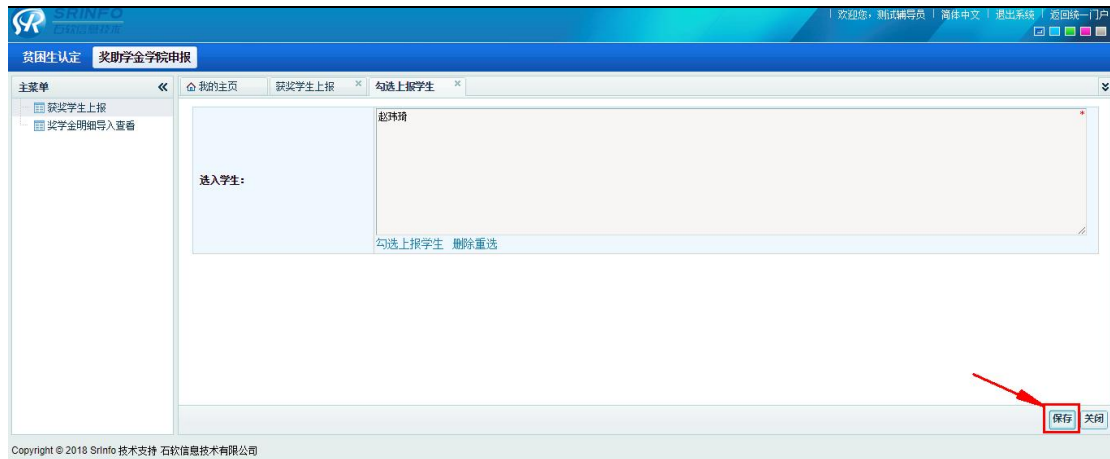 SRINFO
石软信息技术
欢迎您，测试辅导员 | 简体中文 | 退出系统 | 返回统一门户
贫困生认定 奖助学金学院申报
主菜单 « 我的主页 获奖学生上报 × 勾选上报学生 ×
获奖学生上报
奖学金明细导入查看
赵玮琦 *
选入学生:
勾选上报学生 删除重选
保存 关闭
Copyright © 2018 SrInfo 技术支持 石软信息技术有限公司